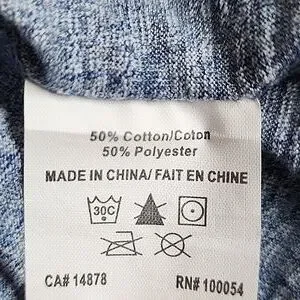 50% Cotton/Coton
50% Polyester
MADE IN CHINA/ FAIT EN CHINE
30C
CA# 14878 RN# 100054